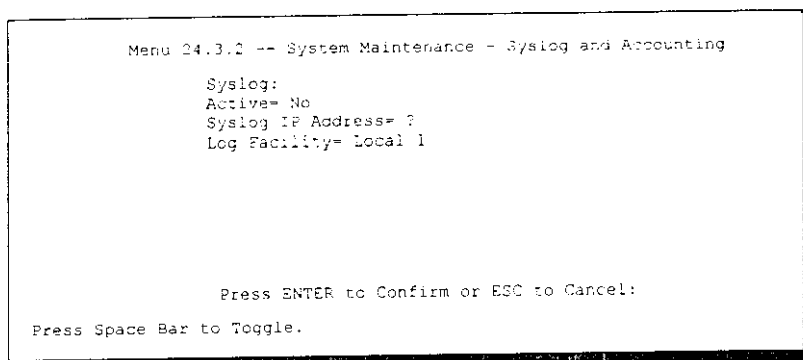 Menu 24.3.2 -- System Maintenance - Syslog and Accounting
Syslog:
Active= No
Syslog IP Address= ?
Log Facility= Local 1
Press ENTER to Confirm or ESC to Cancel:
Press Space Bar to Toggle.